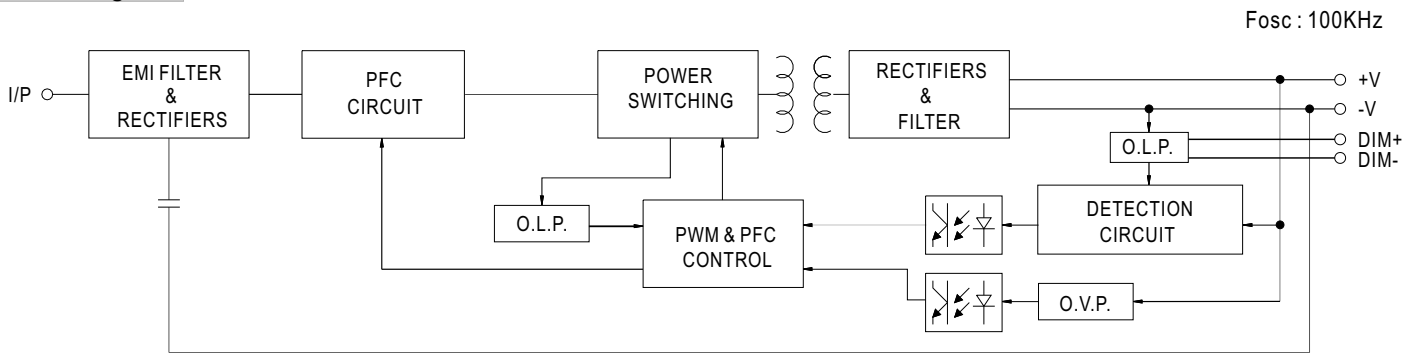 Fosc : 100KHz
I/P
EMI FILTER
&
RECTIFIERS
PFC
CIRCUIT
POWER
SWITCHING
RECTIFIERS
&
FILTER
+V
-V
DIM+
DIM-
O.L.P.
DETECTION
CIRCUIT
O.L.P.
PWM & PFC
CONTROL
O.V.P.